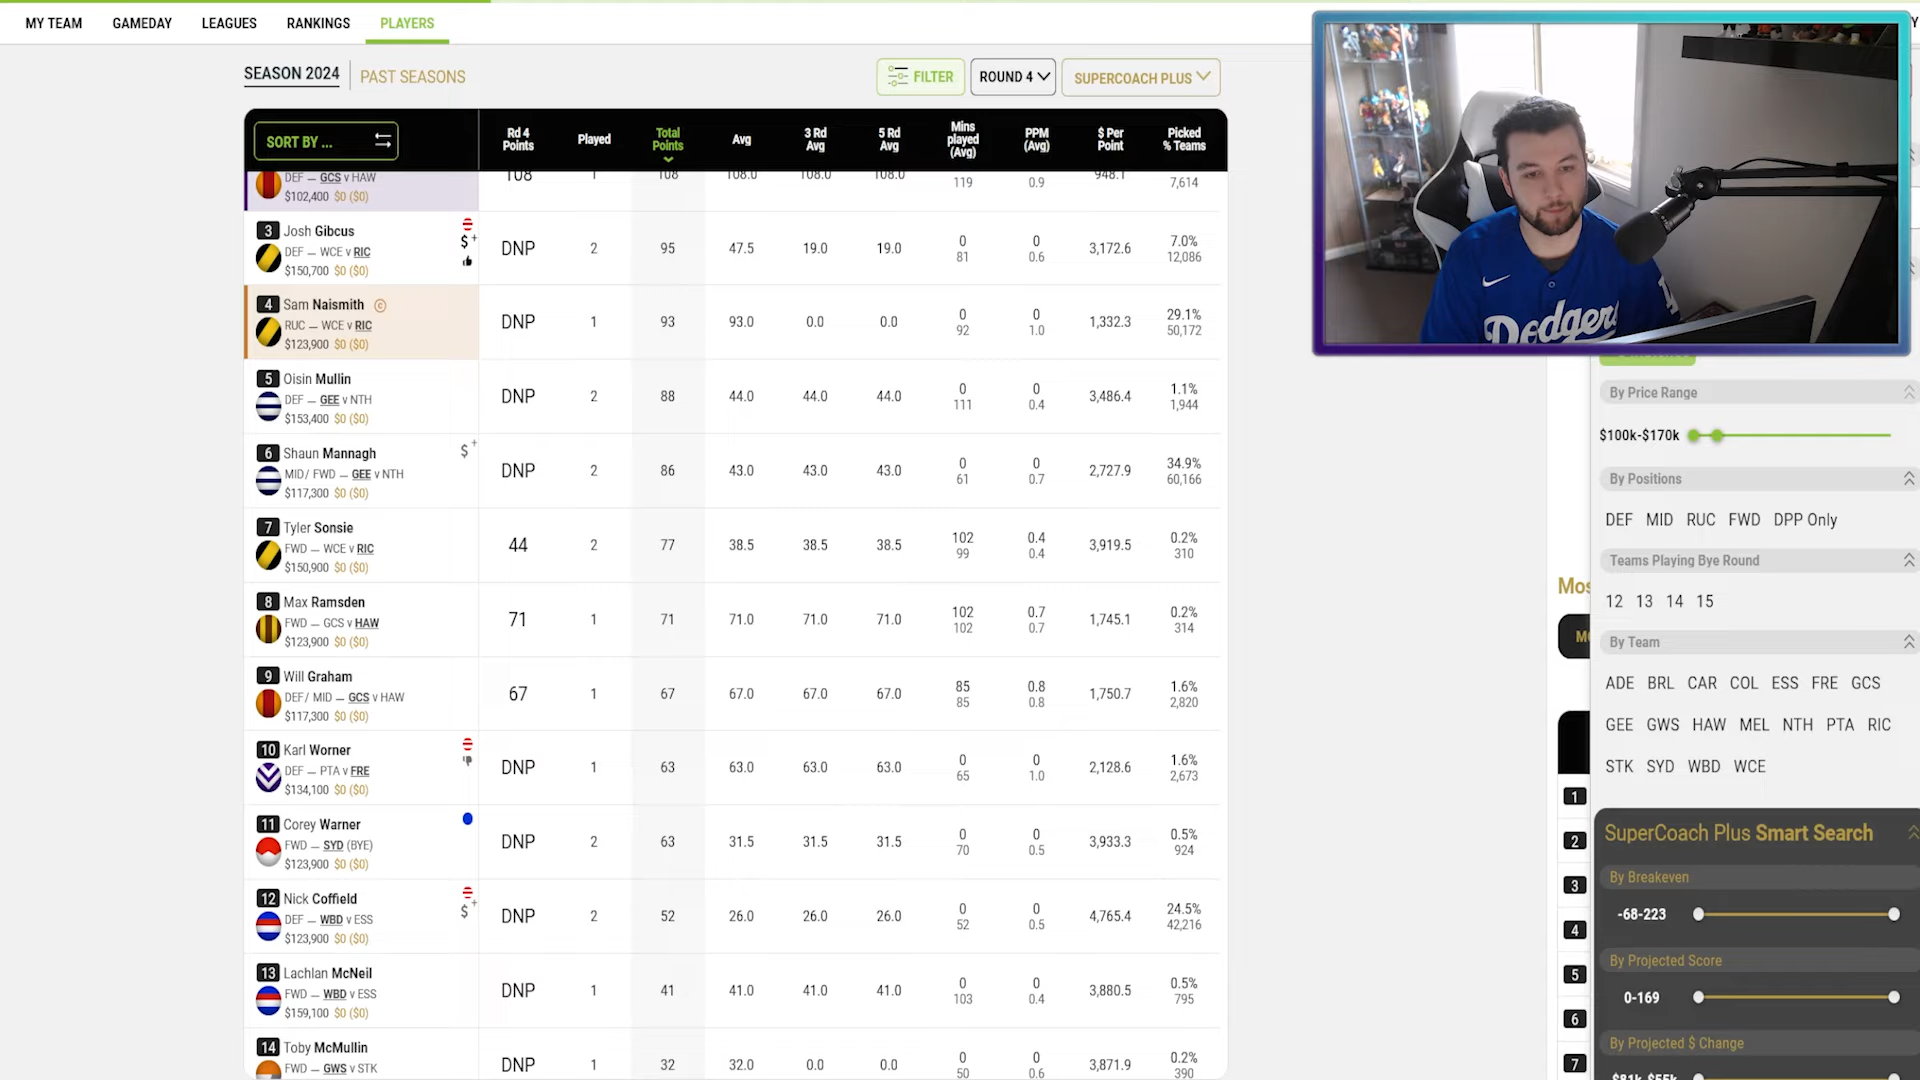 MY TEAM GAMEDAY LEAGUES RANKINGS PLAYERS
SEASON 2024 PAST SEASONS FILTER ROUND 4 SUPERCOACH PLUS
SORT BY ... Rd 4 Points Played Total Points Avg 3 Rd Avg 5 Rd Avg Mins played (Avg) PPM (Avg) $ Per Point Picked % Teams
DEF — GCS v HAW 108 1 108 108.0 108.0 108.0 119 0.9 948.1 7,614
$102,400 $0 ($0)
3 Josh Gibcus $+
DEF — WCE v RIC DNP 2 95 47.5 19.0 19.0 0 81 0 0.6 3,172.6 7.0% 12,086
$150,700 $0 ($0)
4 Sam Naismith C
RUC — WCE v RIC DNP 1 93 93.0 0.0 0.0 0 92 0 1.0 1,332.3 29.1% 50,172
$123,900 $0 ($0)
5 Oisin Mullin
DEF — GEE v NTH DNP 2 88 44.0 44.0 44.0 0 111 0 0.4 3,486.4 1.1% 1,944
$153,400 $0 ($0)
6 Shaun Mannagh $+
MID/ FWD — GEE v NTH DNP 2 86 43.0 43.0 43.0 0 61 0 0.7 2,727.9 34.9% 60,166
$117,300 $0 ($0)
7 Tyler Sonsie
FWD — WCE v RIC 44 2 77 38.5 38.5 38.5 102 99 0.4 0.4 3,919.5 0.2% 310
$150,900 $0 ($0)
8 Max Ramsden
FWD — GCS v HAW 71 1 71 71.0 71.0 71.0 102 102 0.7 0.7 1,745.1 0.2% 314
$123,900 $0 ($0)
9 Will Graham
DEF/ MID — GCS v HAW 67 1 67 67.0 67.0 67.0 85 85 0.8 0.8 1,750.7 1.6% 2,820
$117,300 $0 ($0)
10 Karl Worner
DEF — PTA v FRE DNP 1 63 63.0 63.0 63.0 0 65 0 1.0 2,128.6 1.6% 2,673
$134,100 $0 ($0)
11 Corey Warner
FWD — SYD (BYE) DNP 2 63 31.5 31.5 31.5 0 70 0 0.5 3,933.3 0.5% 924
$123,900 $0 ($0)
12 Nick Coffield $+
DEF — WBD v ESS DNP 2 52 26.0 26.0 26.0 0 52 0 0.5 4,765.4 24.5% 42,216
$123,900 $0 ($0)
13 Lachlan McNeil
FWD — WBD v ESS DNP 1 41 41.0 41.0 41.0 0 103 0 0.4 3,880.5 0.5% 795
$159,100 $0 ($0)
14 Toby McMullin
FWD — GWS v STK DNP 1 32 32.0 0.0 0.0 0 50 0 0.6 3,871.9 0.2% 390
Dodgers
By Price Range
$100k-$170k
By Positions
DEF MID RUC FWD DPP Only
Teams Playing Bye Round
12 13 14 15
By Team
ADE BRL CAR COL ESS FRE GCS
GEE GWS HAW MEL NTH PTA RIC
STK SYD WBD WCE
SuperCoach Plus Smart Search
By Breakeven
-68-223
By Projected Score
0-169
By Projected $ Change
$81k-$55k
Mos
1
2
3
4
5
6
7